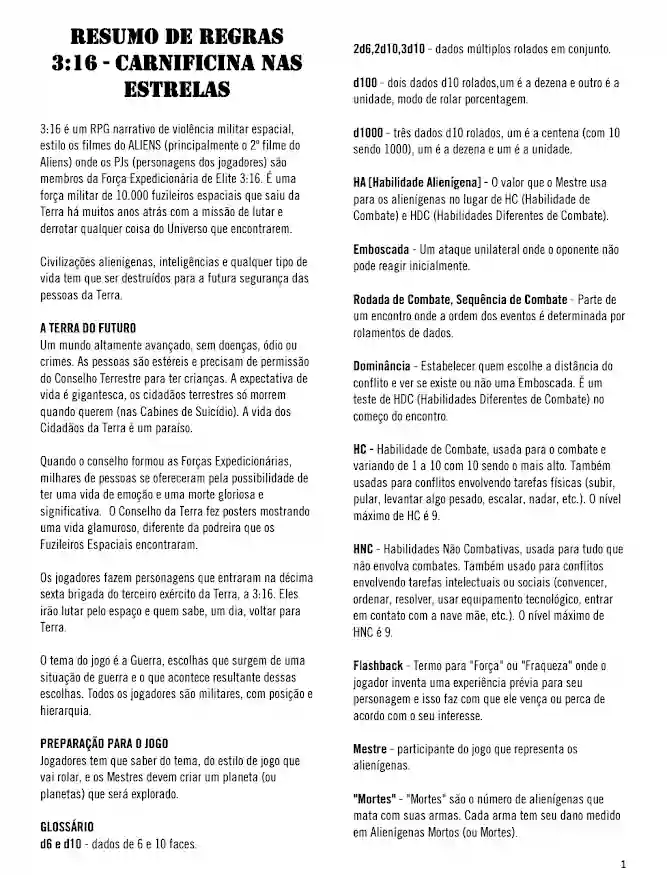 RESUMO DE REGRAS
3:16 - CARNIFICINA NAS
ESTRELAS
3:16 é um RPG narrativo de violência militar espacial,
estilo os filmes do ALIENS (principalmente o 2º filme do
Aliens) onde os PJs (personagens dos jogadores) são
membros da Força Expedicionária de Elite 3:16. É uma
força militar de 10.000 fuzileiros espaciais que saiu da
Terra há muitos anos atrás com a missão de lutar e
derrotar qualquer coisa do Universo que encontrarem.
Civilizações alienígenas, inteligências e qualquer tipo de
vida tem que ser destruídos para a futura segurança das
pessoas da Terra.
A TERRA DO FUTURO
Um mundo altamente avançado, sem doenças, ódio ou
crimes. As pessoas são estéreis e precisam de permissão
do Conselho Terrestre para ter crianças. A expectativa de
vida é gigantesca, os cidadãos terrestres só morrem
quando querem (nas Cabines de Suicídio). A vida dos
Cidadãos da Terra é um paraíso.
Quando o conselho formou as Forças Expedicionárias,
milhares de pessoas se ofereceram pela possibilidade de
ter uma vida de emoção e uma morte gloriosa e
significativa. O Conselho da Terra fez posters mostrando
uma vida glamuroso, diferente da podreira que os
Fuzileiros Espaciais encontraram.
Os jogadores fazem personagens que entraram na décima
sexta brigada do terceiro exército da Terra, a 3:16. Eles
irão lutar pelo espaço e quem sabe, um dia, voltar para
Terra.
O tema do jogo é a Guerra, escolhas que surgem de uma
situação de guerra e o que acontece resultante dessas
escolhas. Todos os jogadores são militares, com posição e
hierarquia.
PREPARAÇÃO PARA O JOGO
Jogadores tem que saber do tema, do estilo de jogo que
vai rolar, e os Mestres devem criar um planeta (ou
planetas) que será explorado.
GLOSSÁRIO
d6 e d10 - dados de 6 e 10 faces.
2d6,2d10,3d10 - dados múltiplos rolados em conjunto.
d100 - dois dados d10 rolados,um é a dezena e outro é a
unidade, modo de rolar porcentagem.
d1000 - três dados d10 rolados, um é a centena (com 10
sendo 1000), um é a dezena e um é a unidade.
HA [Habilidade Alienígena] - O valor que o Mestre usa
para os alienígenas no lugar de HC (Habilidade de
Combate) e HDC (Habilidades Diferentes de Combate).
Emboscada - Um ataque unilateral onde o oponente não
pode reagir inicialmente.
Rodada de Combate, Sequência de Combate - Parte de
um encontro onde a ordem dos eventos é determinada por
rolamentos de dados.
Dominância - Estabelecer quem escolhe a distância do
conflito e ver se existe ou não uma Emboscada. É um
teste de HDC (Habilidades Diferentes de Combate) no
começo do encontro.
HC - Habilidade de Combate, usada para o combate e
variando de 1 a 10 com 10 sendo o mais alto. Também
usadas para conflitos envolvendo tarefas físicas (subir,
pular, levantar algo pesado, escalar, nadar, etc.). O nível
máximo de HC é 9.
HNC - Habilidades Não Combativas, usada para tudo que
não envolva combates. Também usado para conflitos
envolvendo tarefas intelectuais ou sociais (convencer,
ordenar, resolver, usar equipamento tecnológico, entrar
em contato com a nave mãe, etc.). O nível máximo de
HNC é 9.
Flashback - Termo para "Força" ou "Fraqueza" onde o
jogador inventa uma experiência prévia para seu
personagem e isso faz com que ele vença ou perca de
acordo com o seu interesse.
Mestre - participante do jogo que representa os
alienígenas.
"Mortes" - "Mortes" são o número de alienígenas que
mata com suas armas. Cada arma tem seu dano medido
em Alienígenas Mortos (ou Mortes).
1